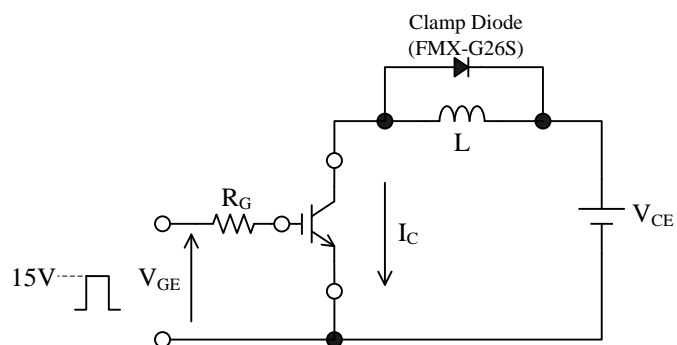 Clamp Diode
(FMX-G26S)
L
R_G
V_CE
I_C
15V
V_GE